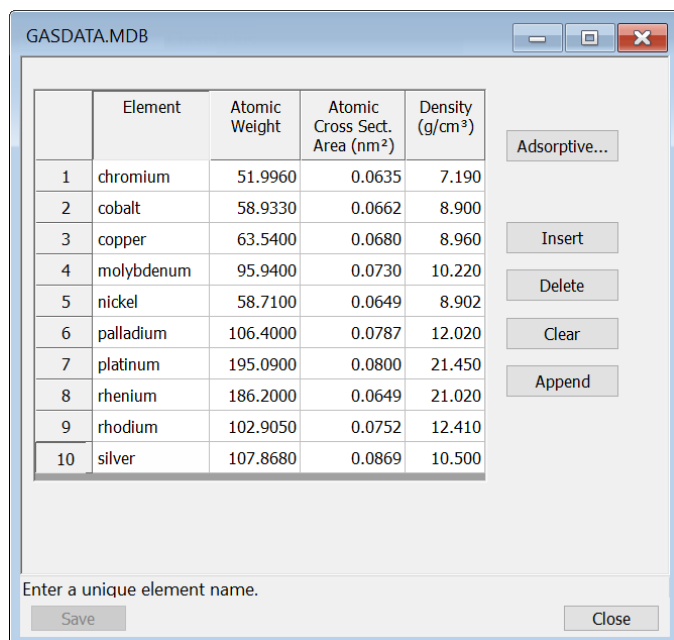 GASDATA.MDB
Element Atomic Weight Atomic Cross Sect. Area (nm²) Density (g/cm³)
Adsorptive...
1 chromium 51.9960 0.0635 7.190
2 cobalt 58.9330 0.0662 8.900
3 copper 63.5400 0.0680 8.960
Insert
4 molybdenum 95.9400 0.0730 10.220
Delete
5 nickel 58.7100 0.0649 8.902
6 palladium 106.4000 0.0787 12.020
Clear
7 platinum 195.0900 0.0800 21.450
Append
8 rhenium 186.2000 0.0649 21.020
9 rhodium 102.9050 0.0752 12.410
10 silver 107.8680 0.0869 10.500
Enter a unique element name.
Save Close